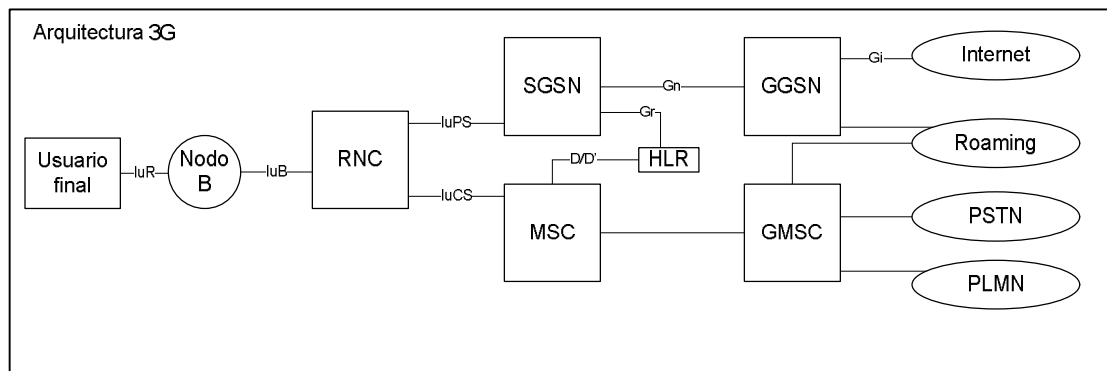 Arquitectura 3G
Usuario
final
IuR
Nodo
B
IuB
RNC
IuPS
IuCS
SGSN
Gr
D/D'
HLR
MSC
Gn
GGSN
GMSC
Gi
Internet
Roaming
PSTN
PLMN